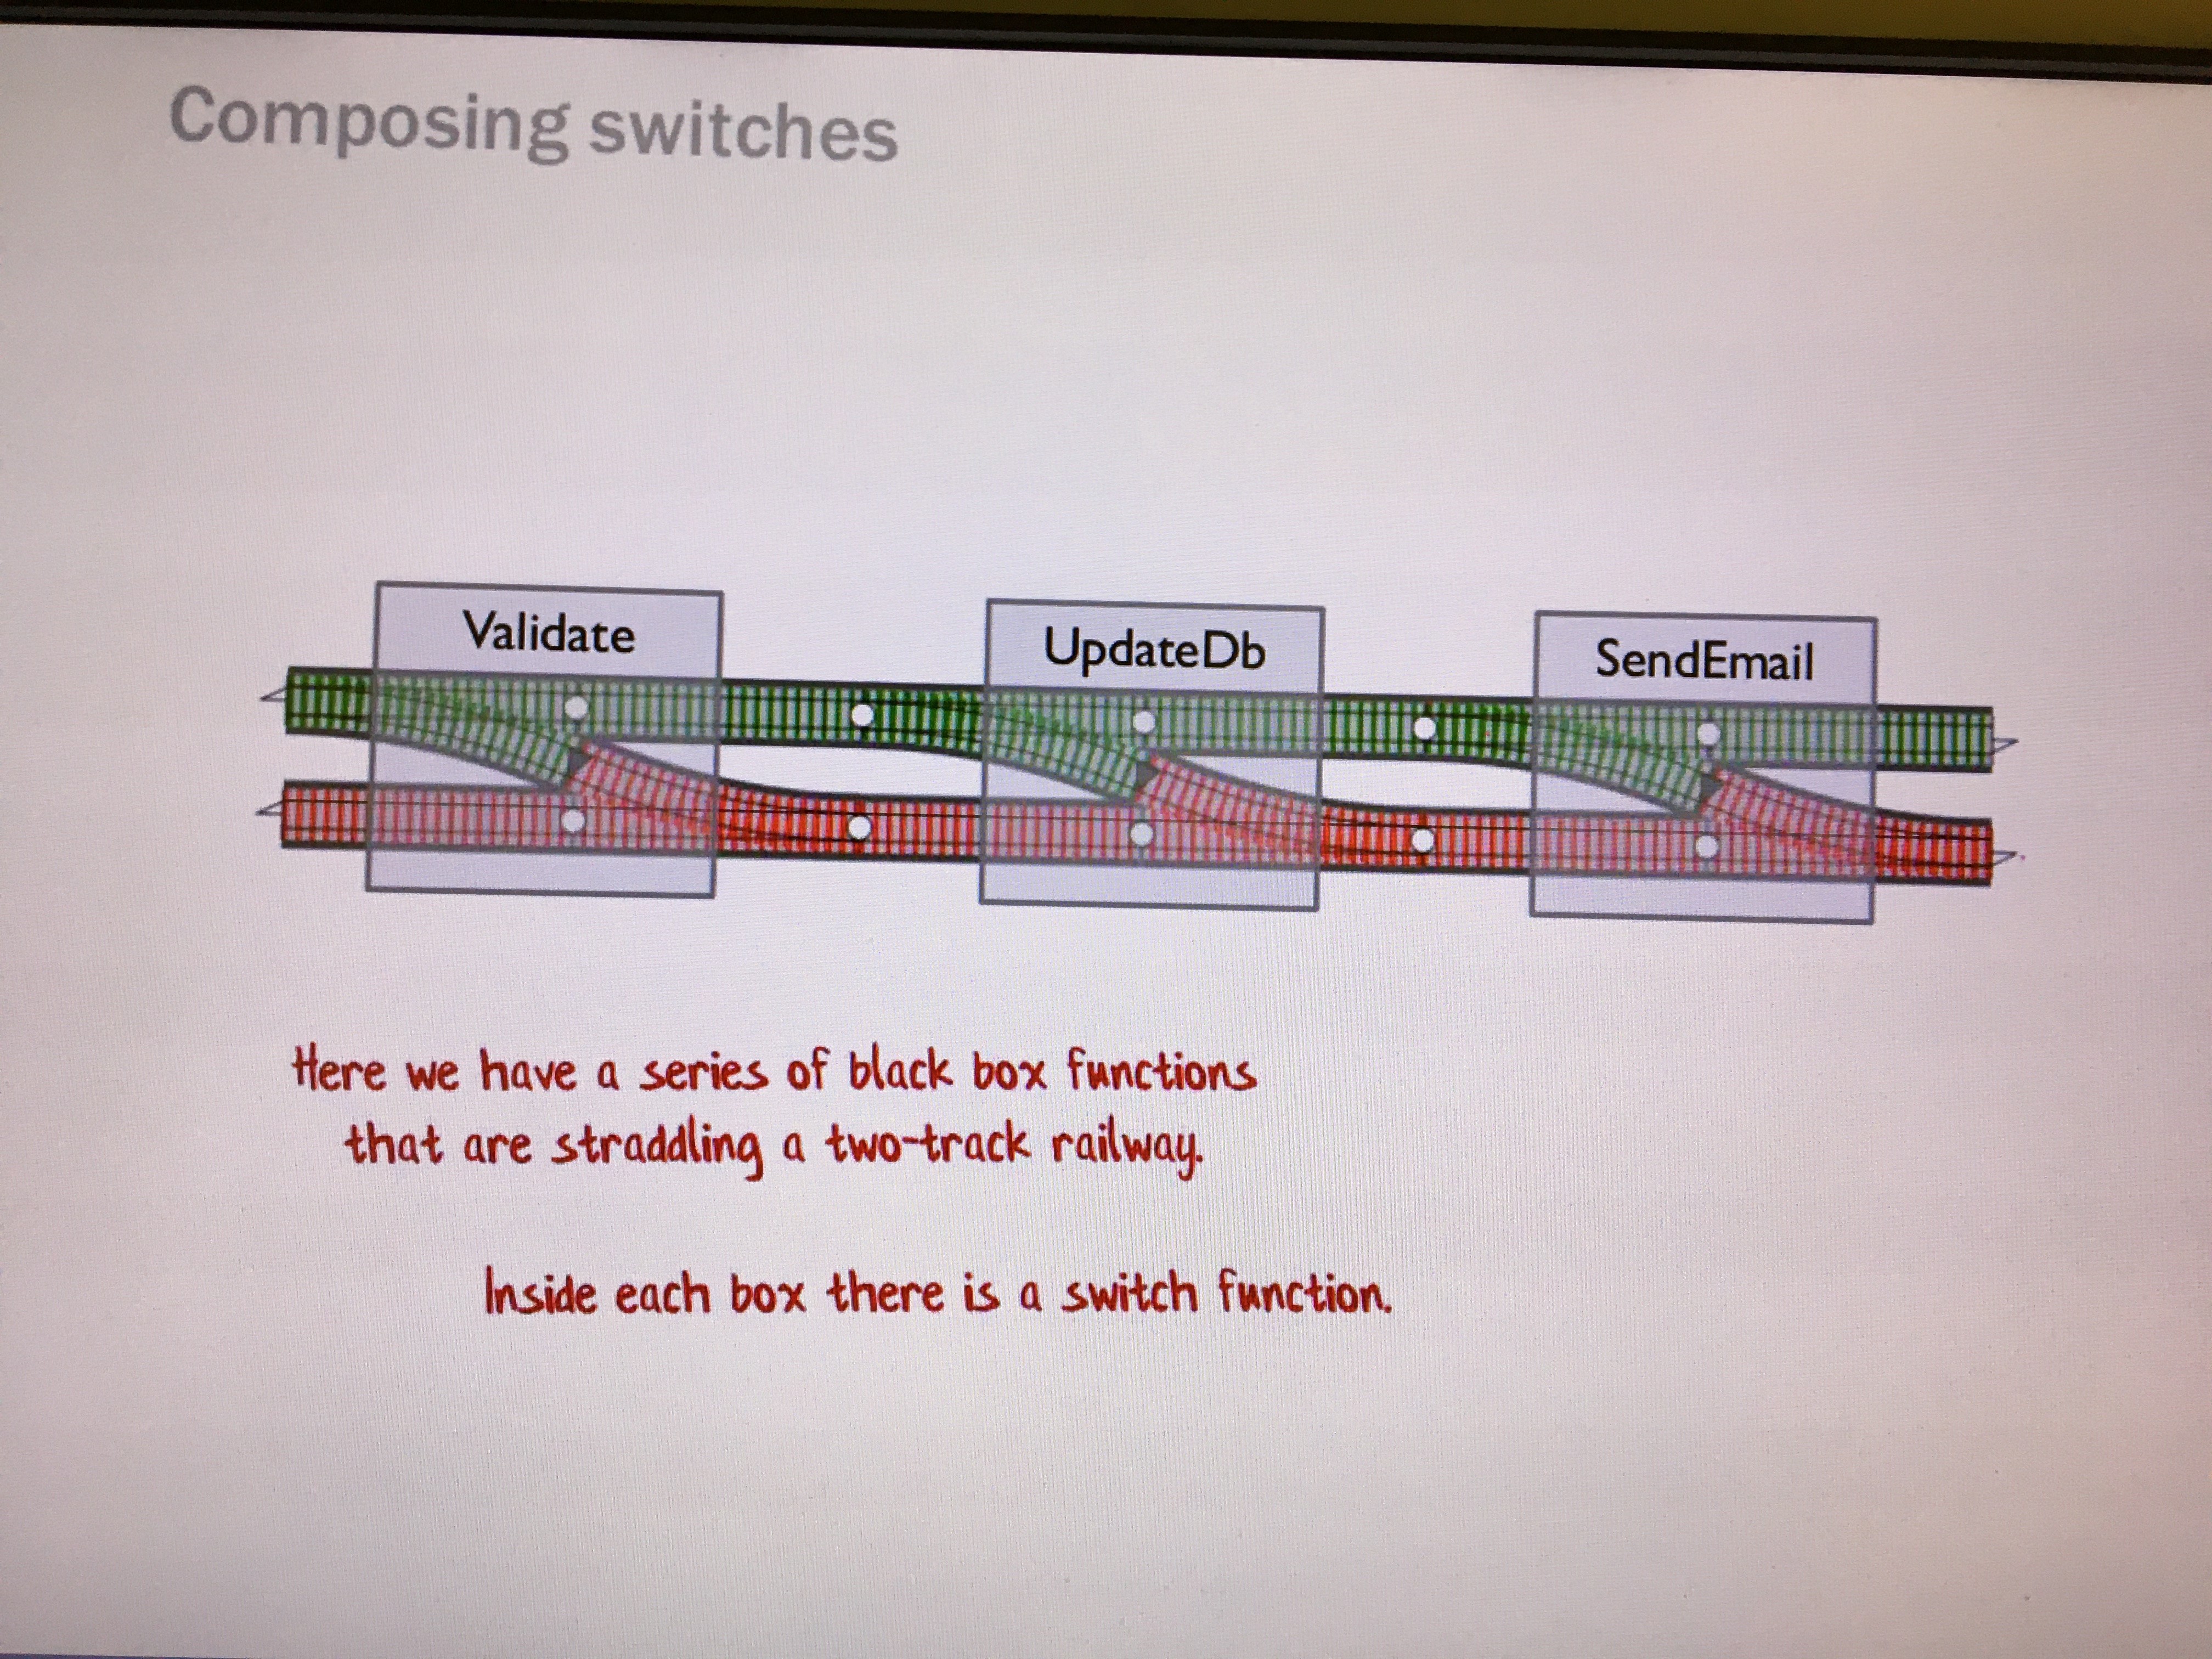 Composing switches
Validate
UpdateDb
SendEmail
Here we have a series of black box functions
that are straddling a two-track railway.
Inside each box there is a switch function.